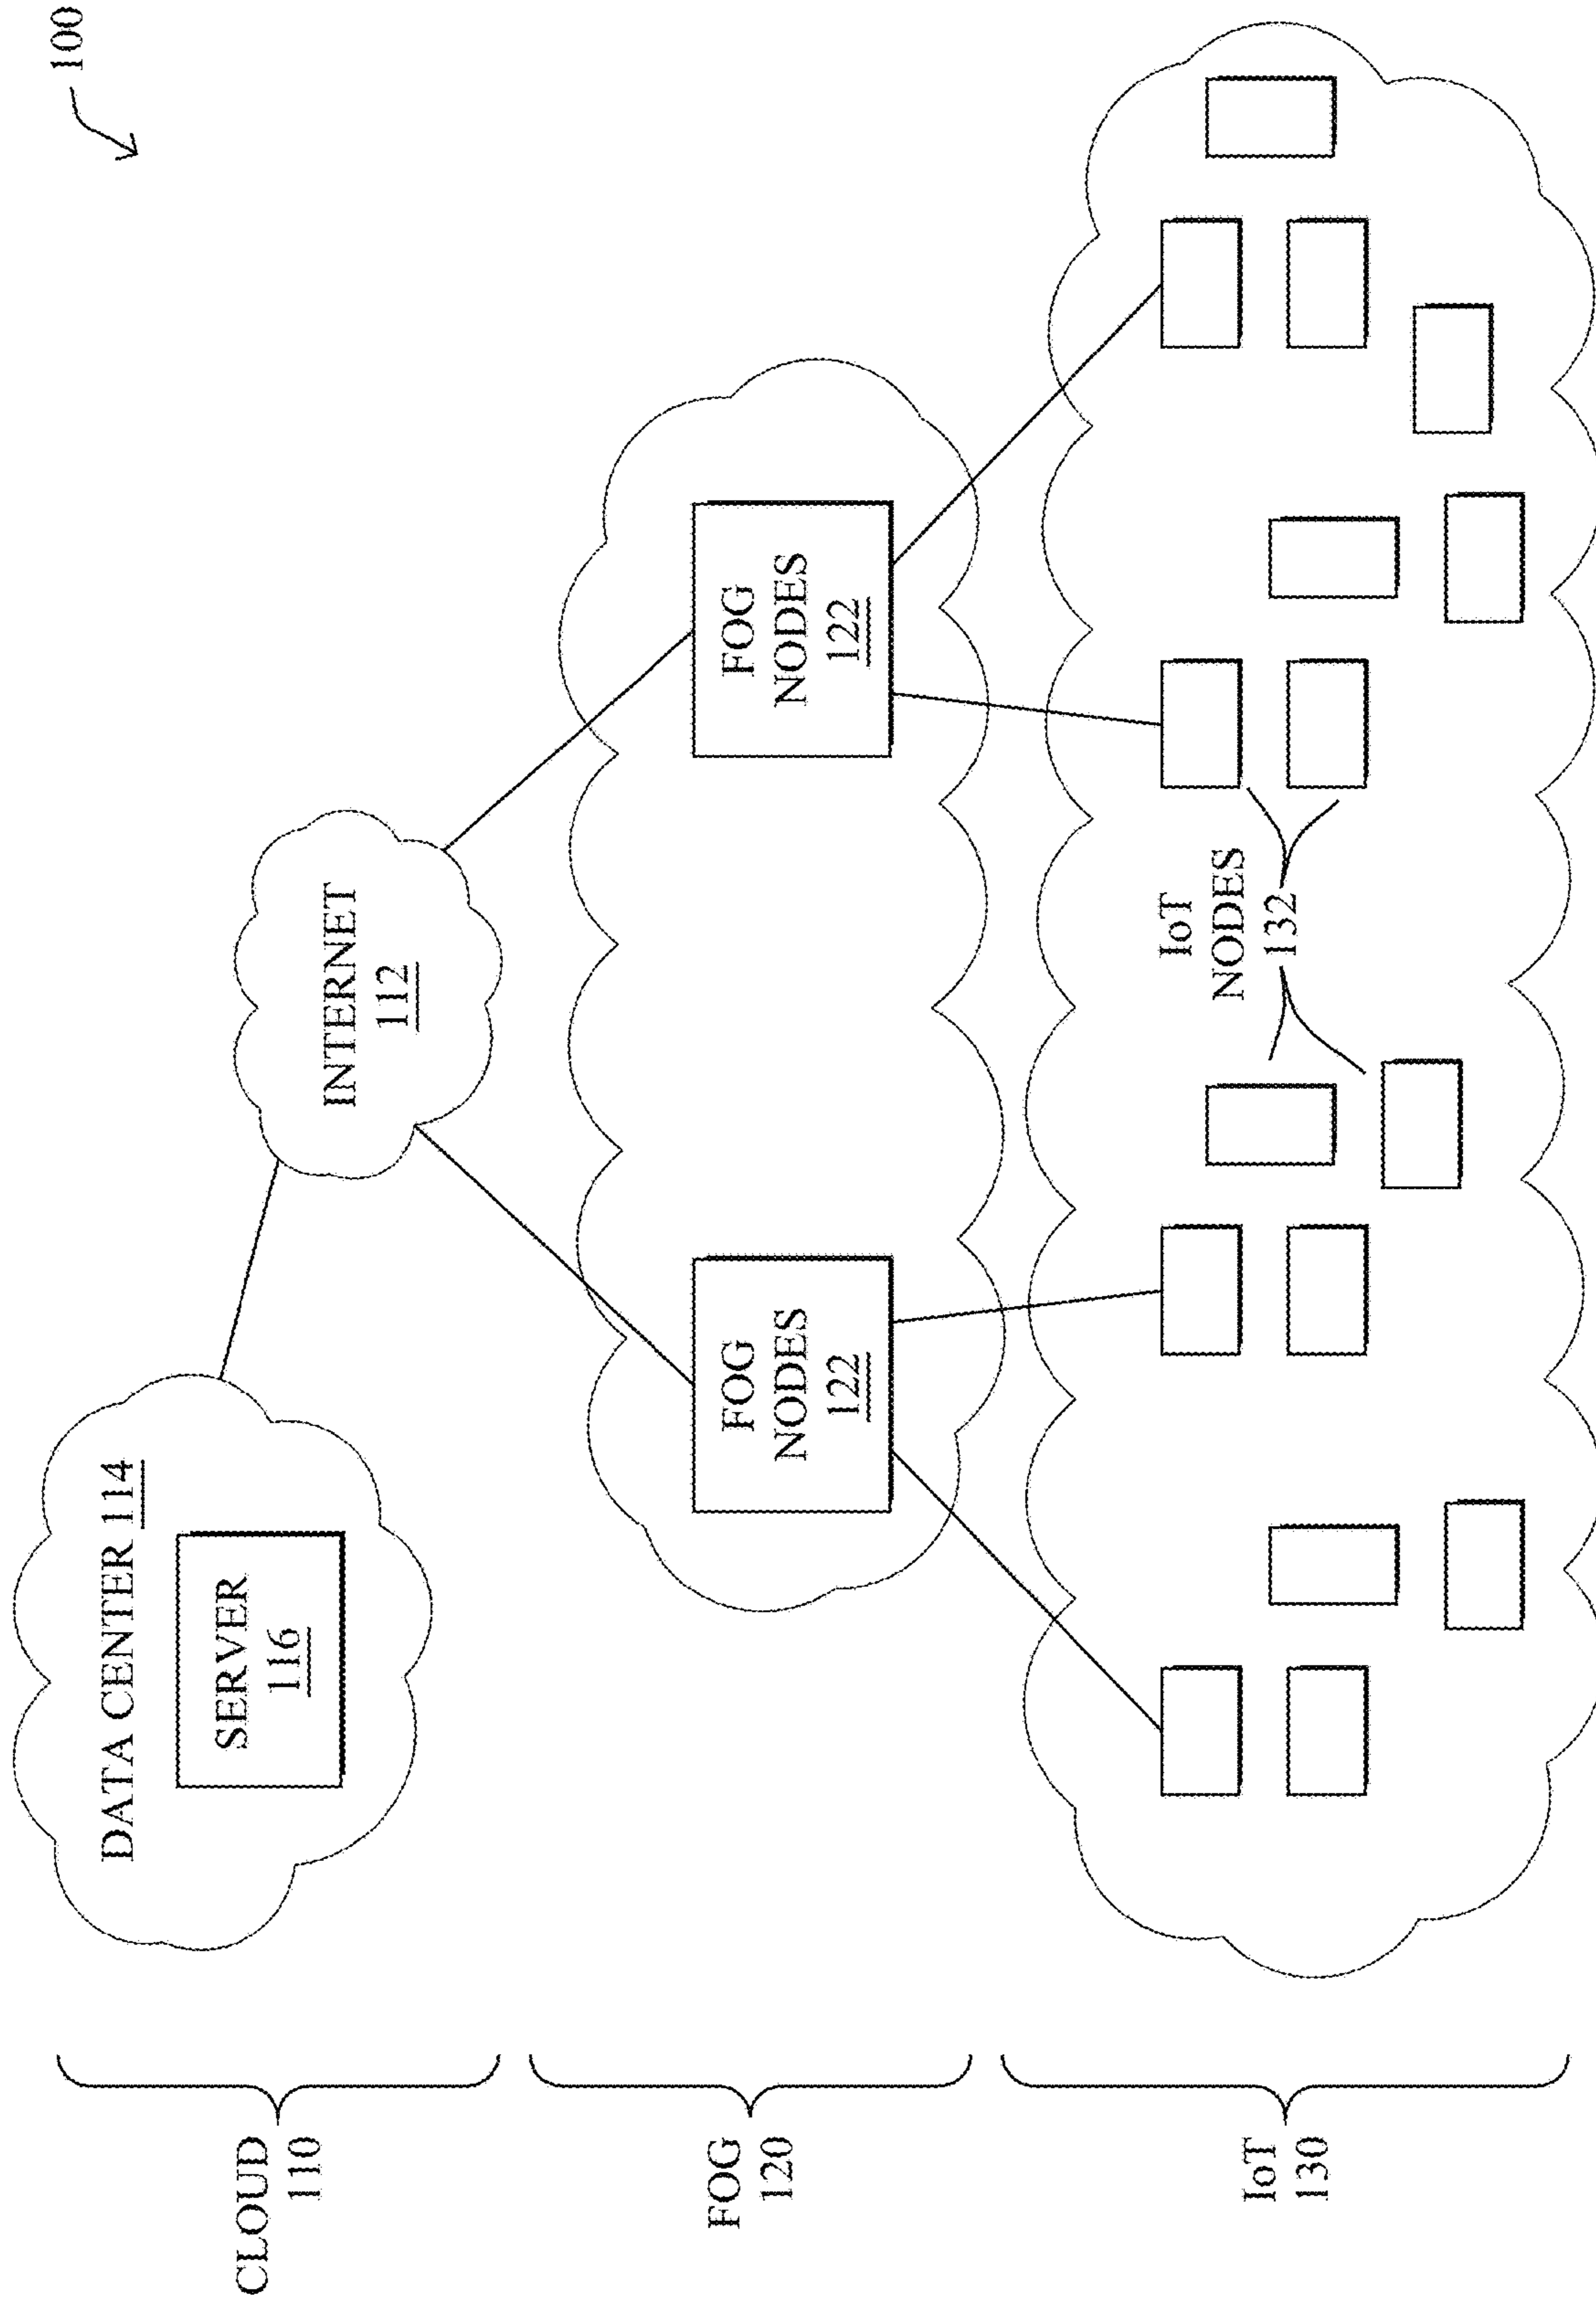 100
CLOUD
110
DATA CENTER 114
SERVER
116
INTERNET
112
FOG
120
FOG
NODES
122
FOG
NODES
122
IoT
130
IoT
NODES
132